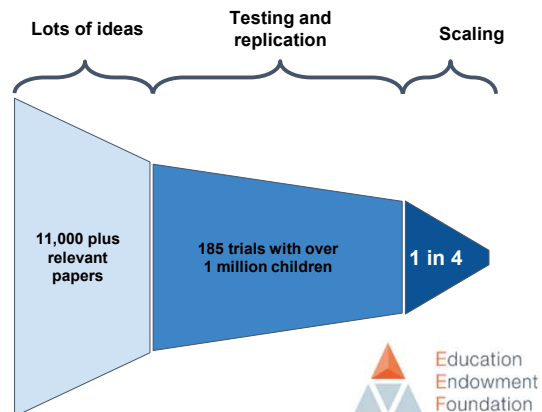 Lots of ideas
Testing and
replication
Scaling
11,000 plus
relevant
papers
185 trials with over
1 million children
1 in 4
Education
Endowment
Foundation